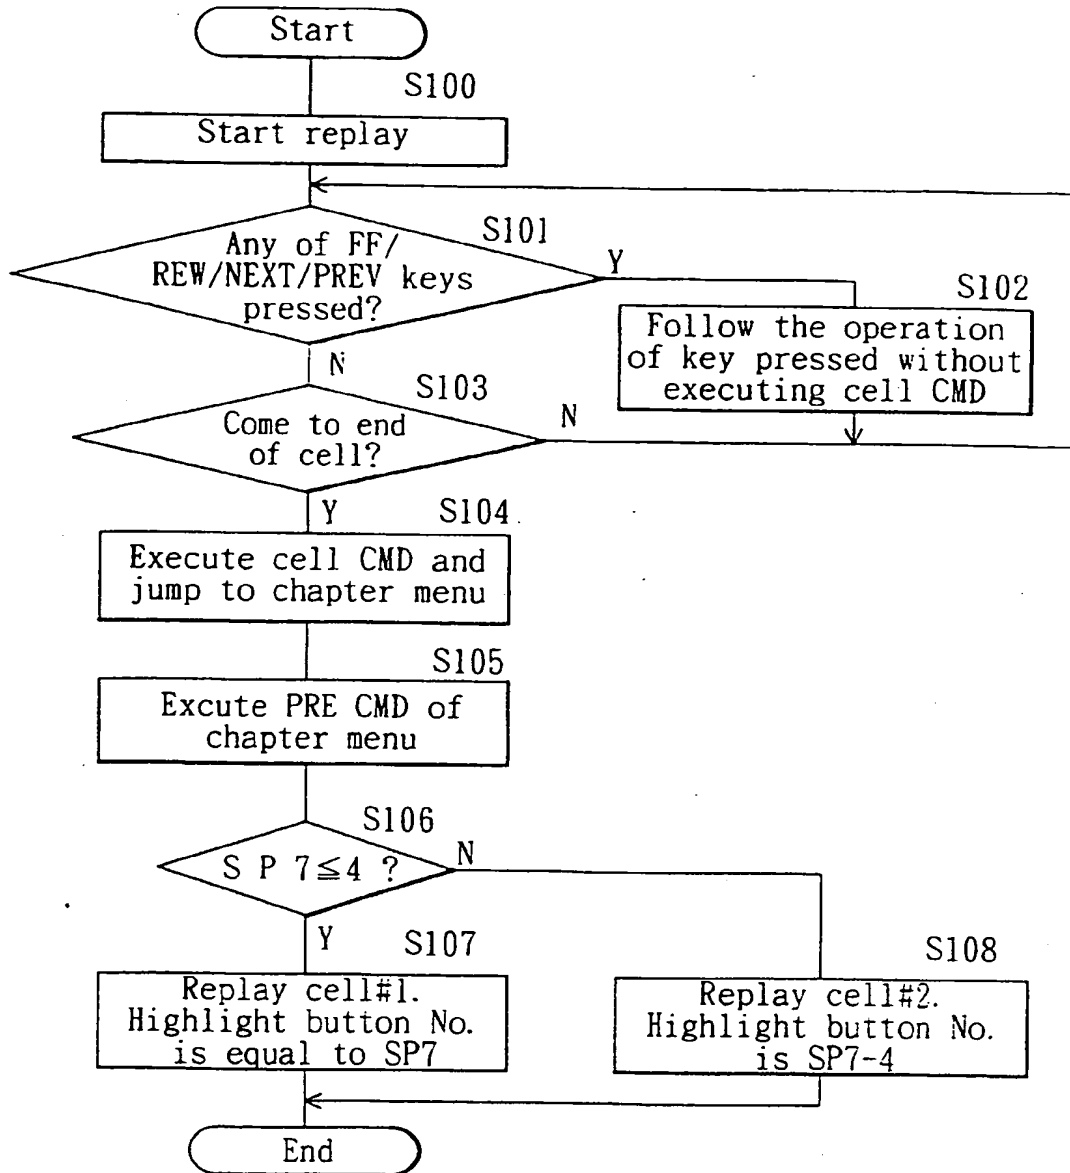 Start
S100
Start replay
S101
Any of FF/
REW/NEXT/PREV keys
pressed?
Y
S102
Follow the operation
of key pressed without
executing cell CMD
N
S103
Come to end
of cell?
N
Y
S104
Execute cell CMD and
jump to chapter menu
S105
Excute PRE CMD of
chapter menu
S106
S P 7≦4 ?
N
Y
S107
Replay cell#1.
Highlight button No.
is equal to SP7
S108
Replay cell#2.
Highlight button No.
is SP7-4
End